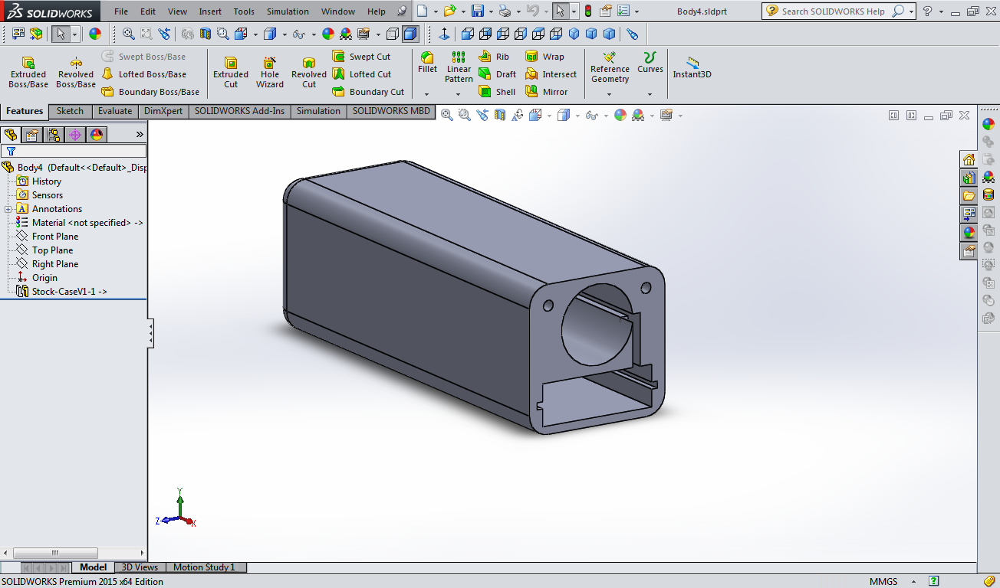 SOLIDWORKS File Edit View Insert Tools Simulation Window Help Body4.sldprt Search SOLIDWORKS Help
Extruded Boss/Base
Revolved Boss/Base
Swept Boss/Base
Lofted Boss/Base
Boundary Boss/Base
Extruded Cut
Hole Wizard
Revolved Cut
Swept Cut
Lofted Cut
Boundary Cut
Fillet
Linear Pattern
Rib
Draft
Shell
Wrap
Intersect
Mirror
Reference Geometry
Curves
Instant3D
Features Sketch Evaluate DimXpert SOLIDWORKS Add-Ins Simulation SOLIDWORKS MBD
Body4 (Default<<Default>_Disp
History
Sensors
Annotations
Material <not specified> ->
Front Plane
Top Plane
Right Plane
Origin
Stock-CaseV1-1 ->
Y
Z X
Model 3D Views Motion Study 1
SOLIDWORKS Premium 2015 x64 Edition MMGS